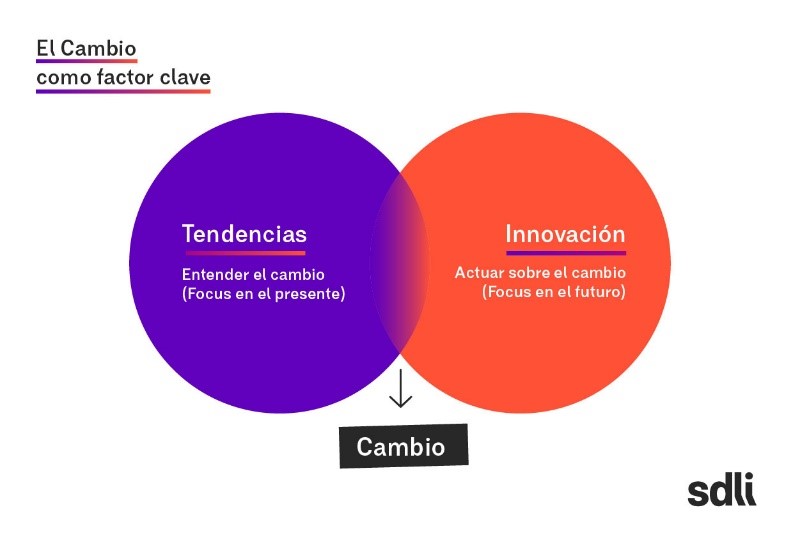 El Cambio
como factor clave
Tendencias
Entender el cambio
(Focus en el presente)
Innovación
Actuar sobre el cambio
(Focus en el futuro)
Cambio
sdli